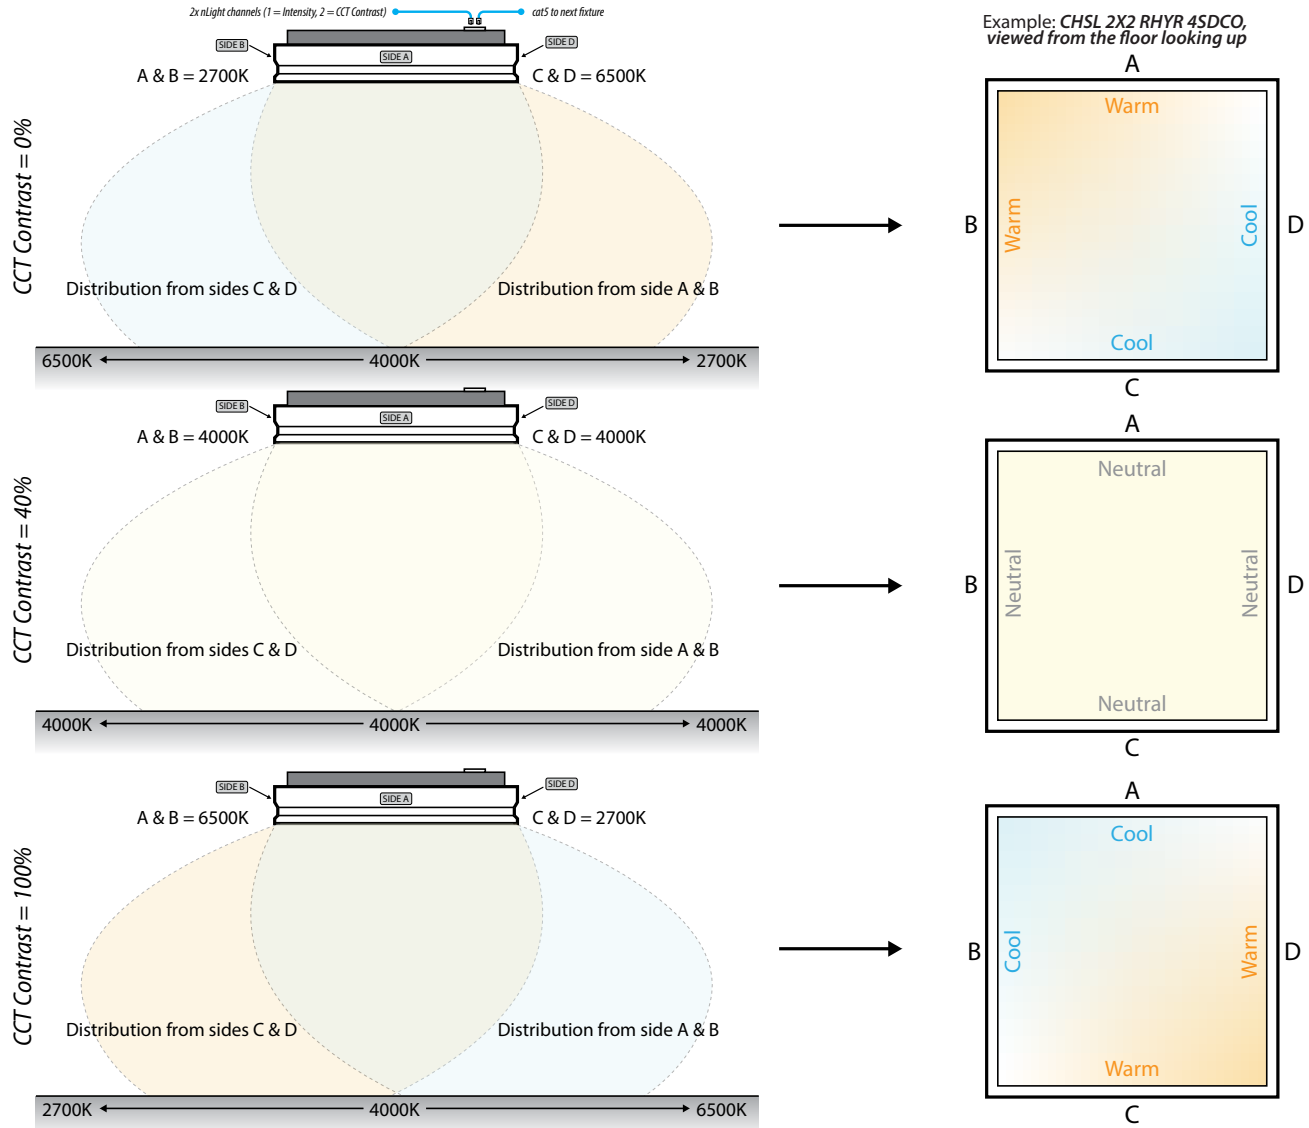 2x nLight channels (1 = Intensity, 2 = CCT Contrast)
cat5 to next fixture
SIDE B
SIDE D
SIDE A
A & B = 2700K
C & D = 6500K
CCT Contrast = 0%
Distribution from sides C & D
Distribution from side A & B
6500K
4000K
2700K
Example: CHSL 2X2 RHYR 4SDCO,
viewed from the floor looking up
A
Warm
B
Warm
Cool
D
Cool
C
SIDE B
SIDE D
SIDE A
A & B = 4000K
C & D = 4000K
CCT Contrast = 40%
Distribution from sides C & D
Distribution from side A & B
4000K
4000K
4000K
A
Neutral
B
Neutral
Neutral
D
Neutral
C
SIDE B
SIDE D
SIDE A
A & B = 6500K
C & D = 2700K
CCT Contrast = 100%
Distribution from sides C & D
Distribution from side A & B
2700K
4000K
6500K
A
Cool
B
Cool
Warm
D
Warm
C